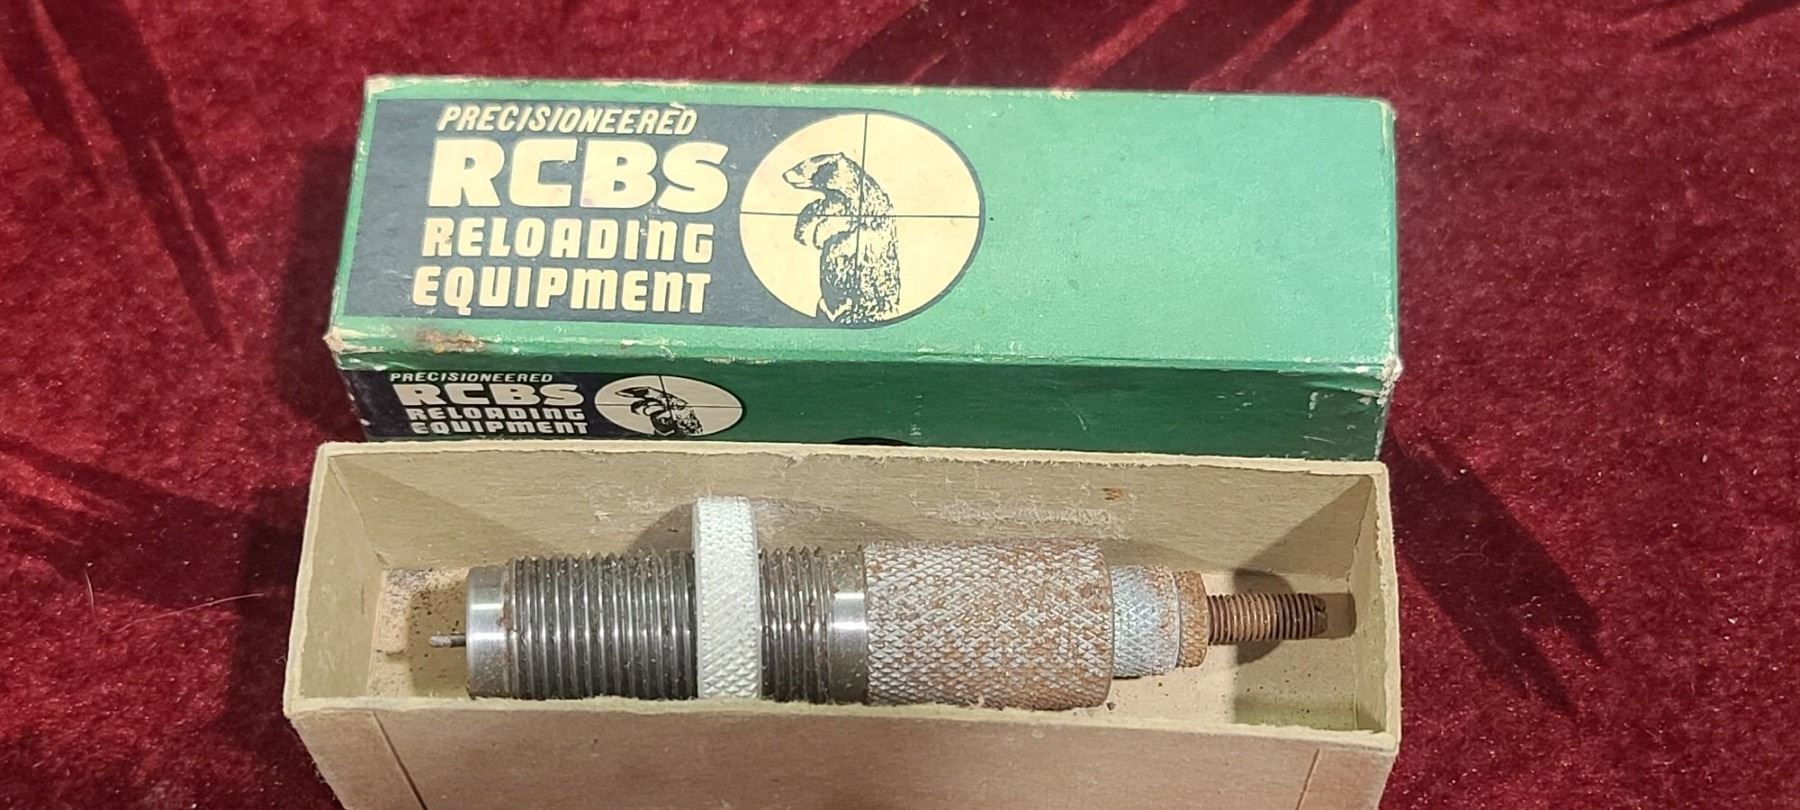 PRECISIONEERED
RCBS
RELOADING
EQUIPMENT
PRECISIONEERED
RCBS
RELOADING
EQUIPMENT